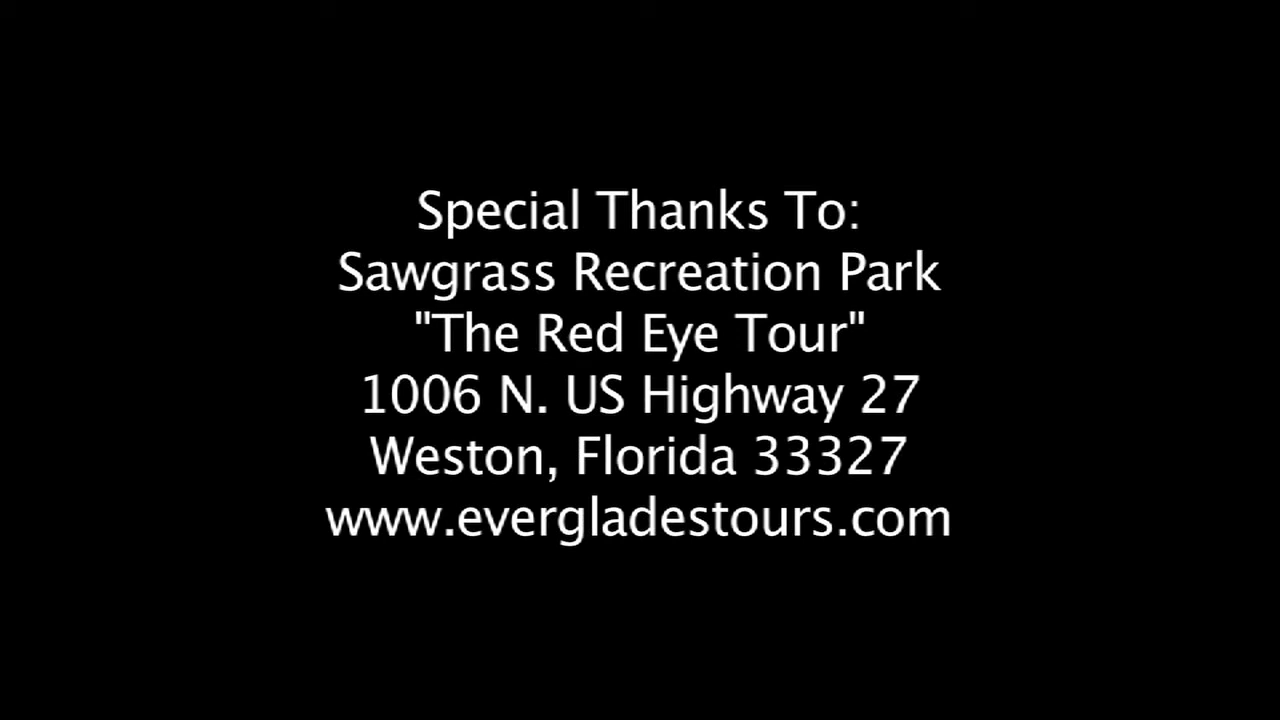 Special Thanks To:
Sawgrass Recreation Park
"The Red Eye Tour"
1006 N. US Highway 27
Weston, Florida 33327
www.evergladestours.com